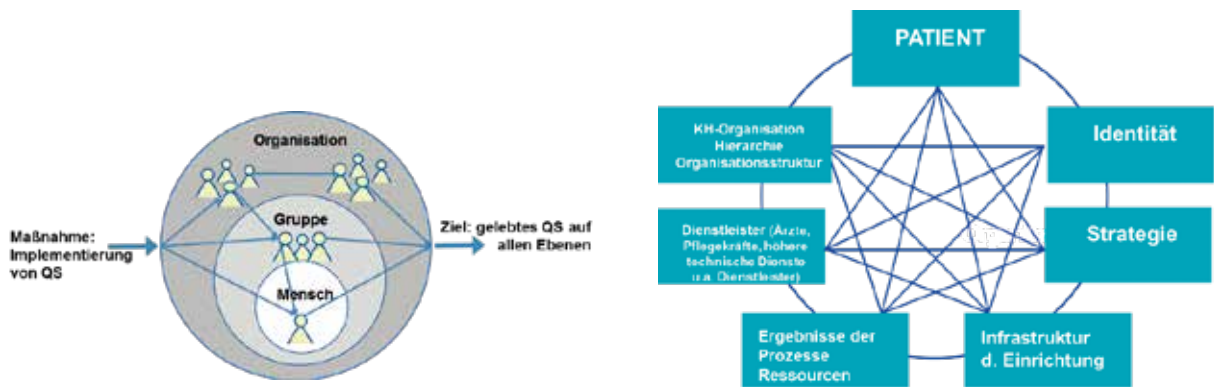 Organisation
Gruppe
Mensch
Maßnahme:
Implementierung
von QS
Ziel: gelebtes QS auf
allen Ebenen
PATIENT
KH-Organisation
Hierarchie
Organisationsstruktur
Identität
Dienstleister (Ärzte,
Pflegekräfte, höhere
technische Dienste
u.a. Dienstleister)
Strategie
Ergebnisse der
Prozesse
Ressourcen
Infrastruktur
d. Einrichtung